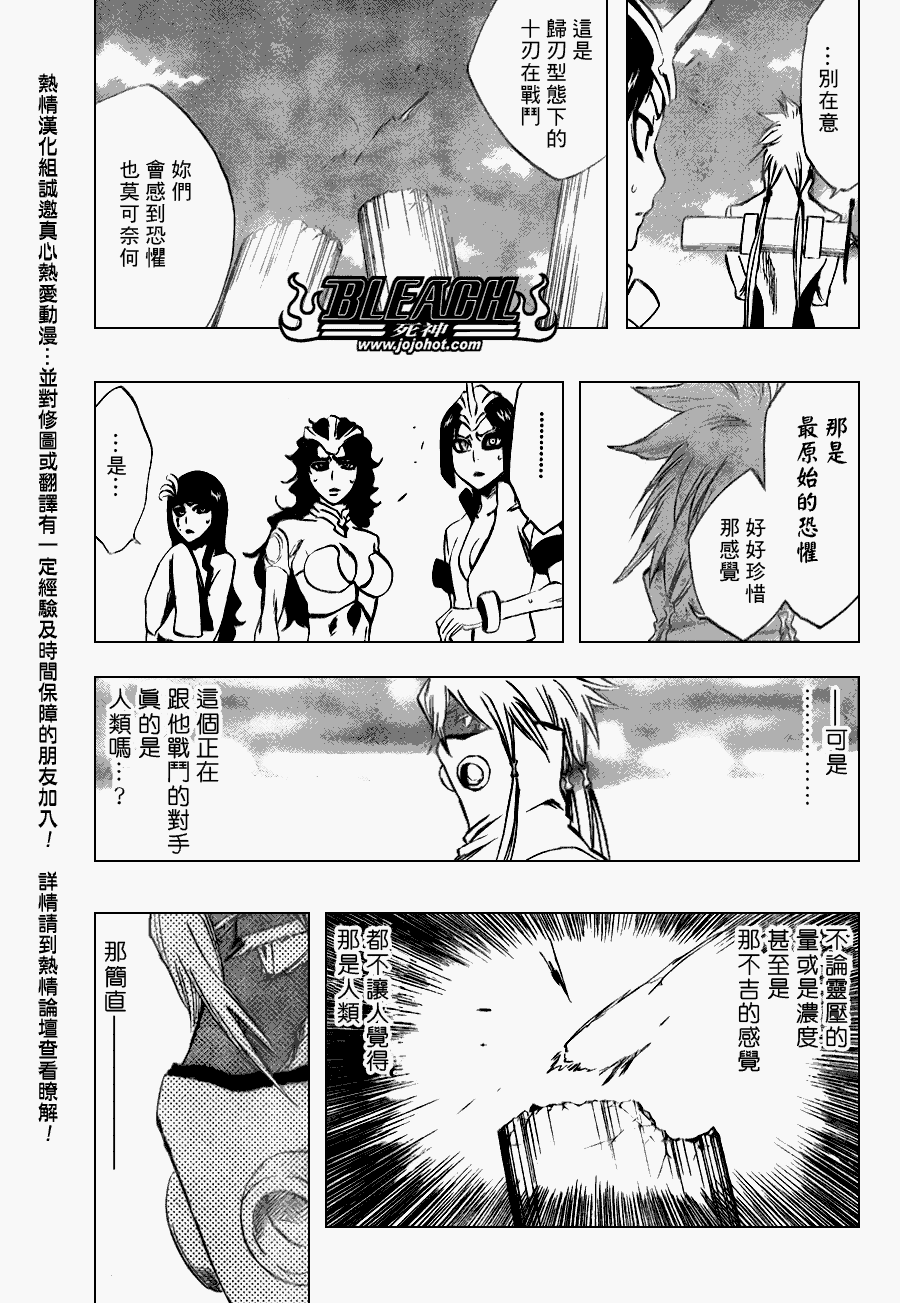 …別在意
這是
歸刃型態下的
十刃在戰鬥
妳們
會感到恐懼
也莫可奈何
BLEACH
死神
www.jojohot.com
那是
最原始的恐懼
好好珍惜
那感覺
…………
…是…
——可是
……………
這個正在
跟他戰鬥的對手
真的是
人類嗎…?
不論靈壓的
量或是濃度
甚至是
那不吉的感覺
都不讓人覺得
那是人類
那簡直——
熱情漢化組誠邀真心熱愛動漫…並對修圖或翻譯有一定經驗及時間保障的朋友加入! 詳情請到熱情論壇查看瞭解!